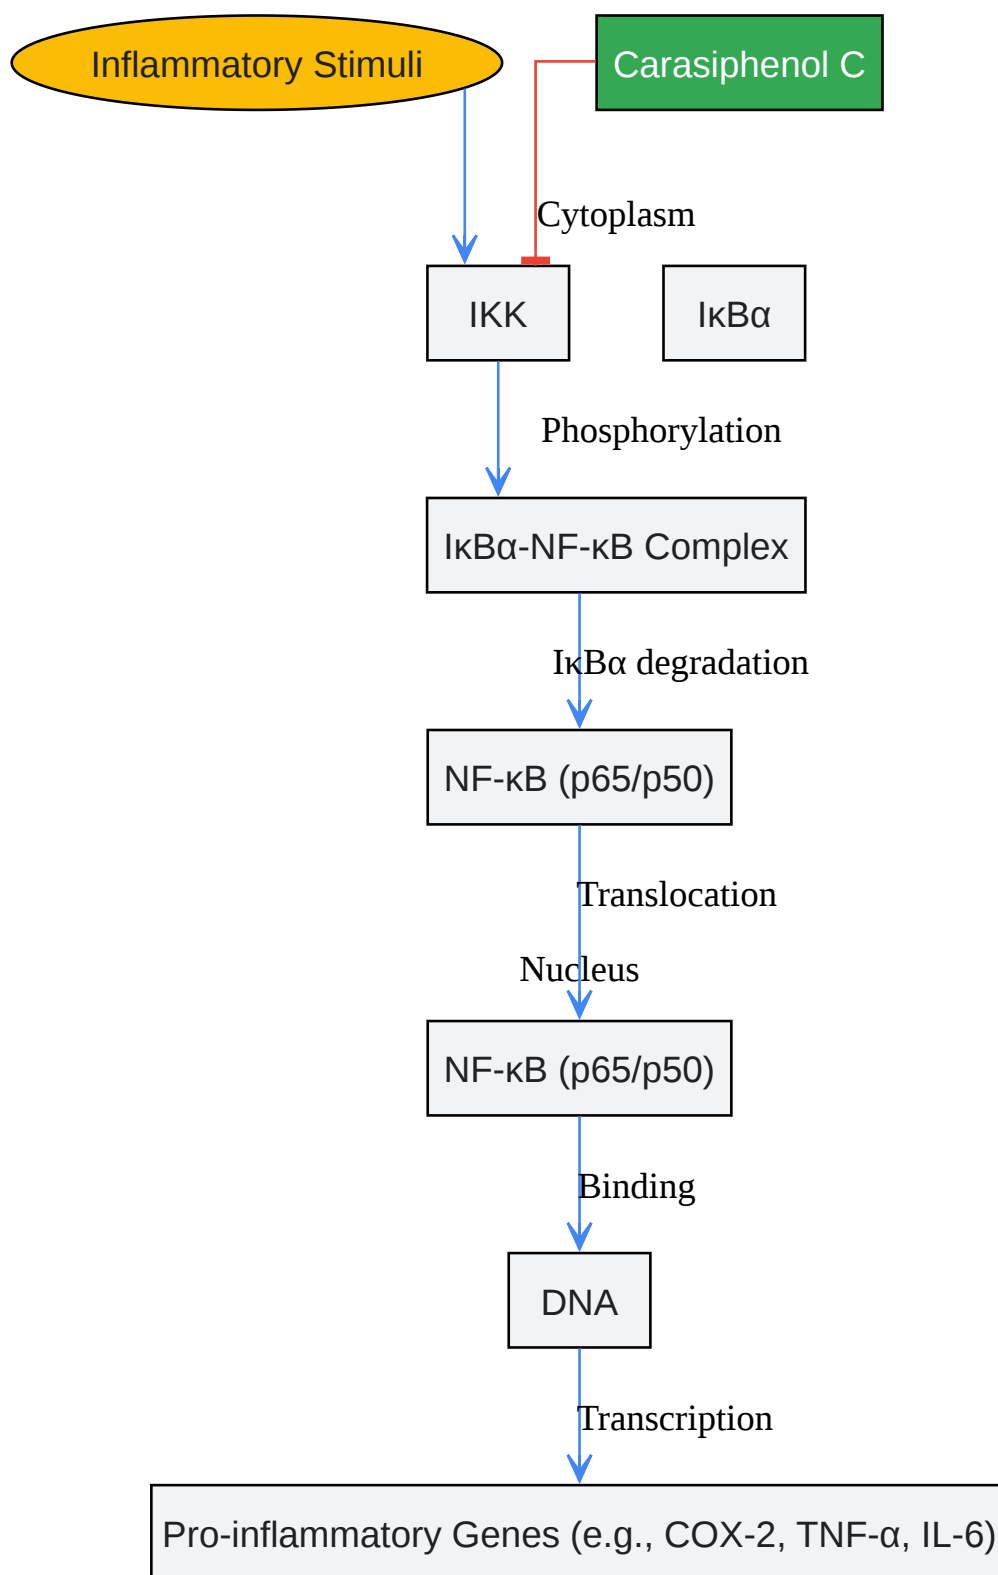 Inflammatory Stimuli
Carasiphenol C
Cytoplasm
IKK
IκBα
Phosphorylation
IκBα-NF-κB Complex
IκBα degradation
NF-κB (p65/p50)
Translocation
Nucleus
NF-κB (p65/p50)
Binding
DNA
Transcription
Pro-inflammatory Genes (e.g., COX-2, TNF-α, IL-6)